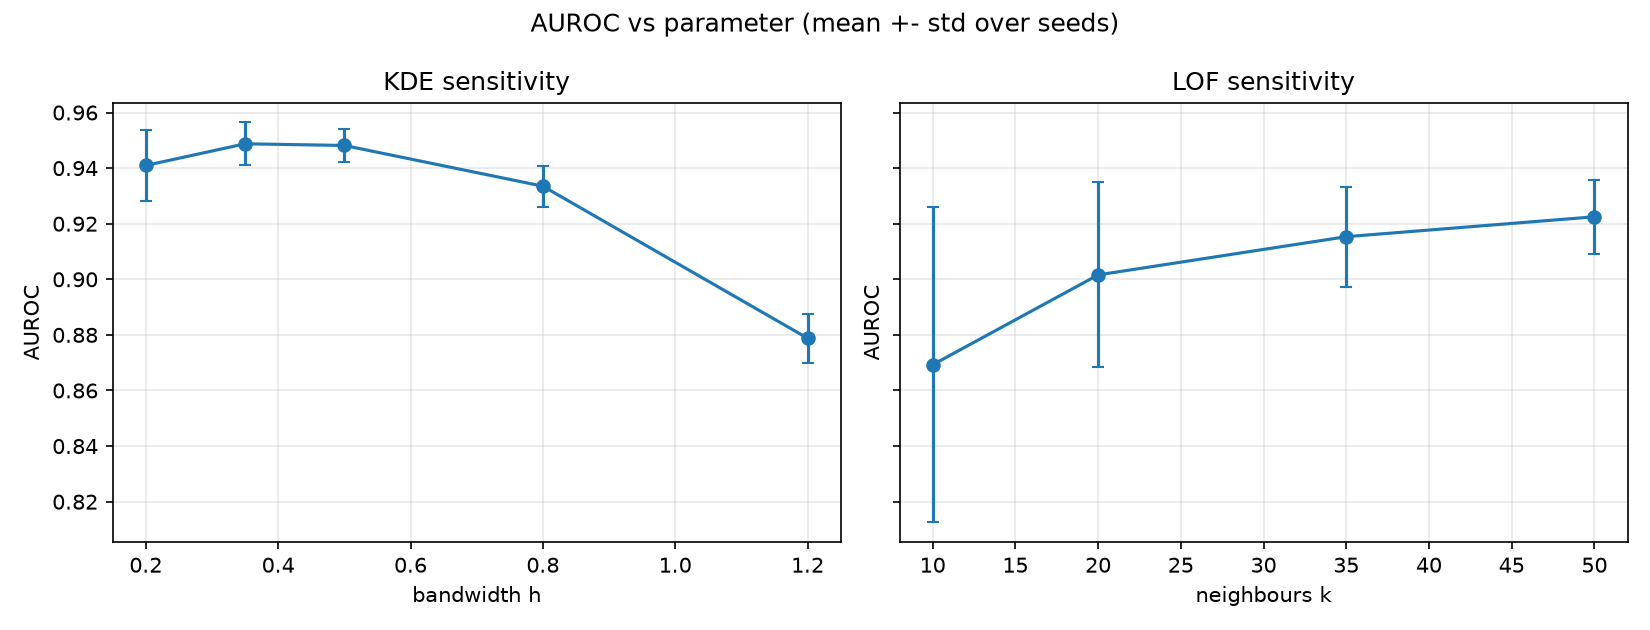 AUROC vs parameter (mean +- std over seeds)
KDE sensitivity
AUROC
0.96
0.94
0.92
0.90
0.88
0.86
0.84
0.82
0.2 0.4 0.6 0.8 1.0 1.2
bandwidth h
LOF sensitivity
AUROC
10 15 20 25 30 35 40 45 50
neighbours k